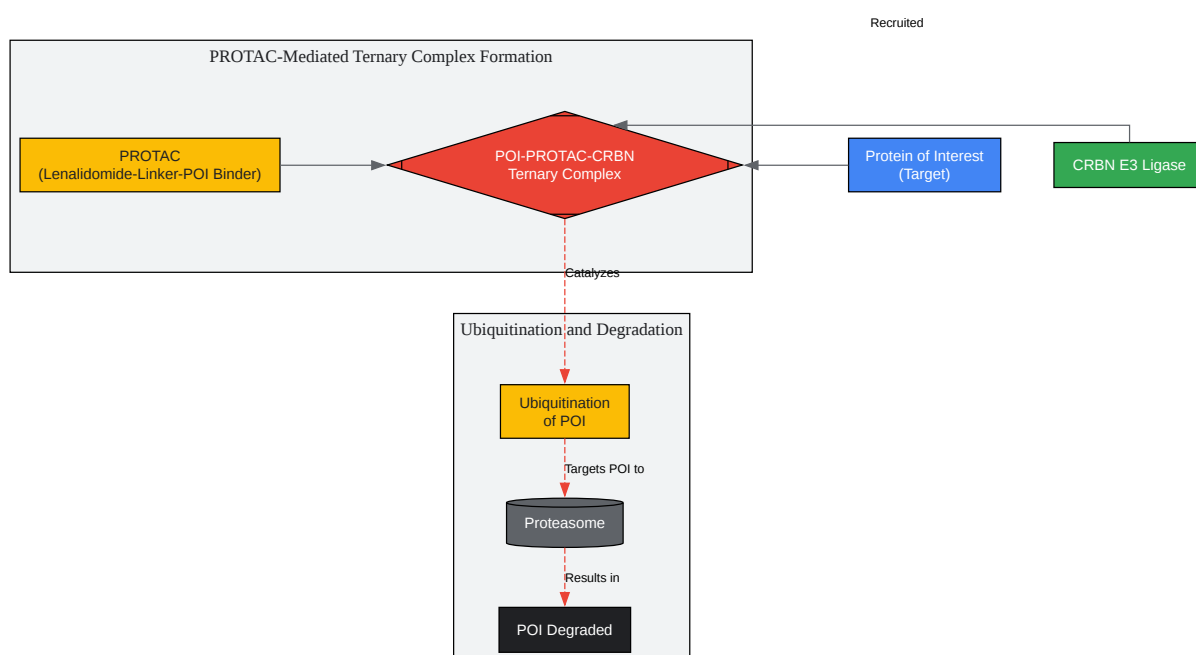 Recruited
PROTAC-Mediated Ternary Complex Formation
PROTAC
(Lenalidomide-Linker-POI Binder)
POI-PROTAC-CRBN
Ternary Complex
Protein of Interest
(Target)
CRBN E3 Ligase
Catalyzes
Ubiquitination and Degradation
Ubiquitination
of POI
Targets POI to
Proteasome
Results in
POI Degraded